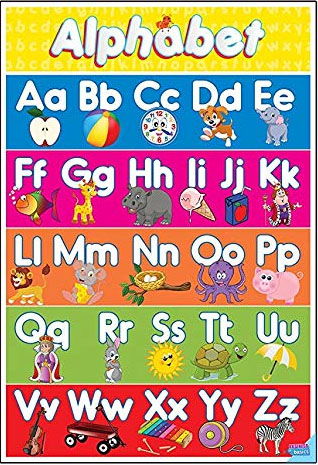 Alphabet
Aa Bb Cc Dd Ee
Ff Gg Hh Ii Jj Kk
Ll Mm Nn Oo Pp
Qq Rr Ss Tt Uu
Vv Ww Xx Yy Zz